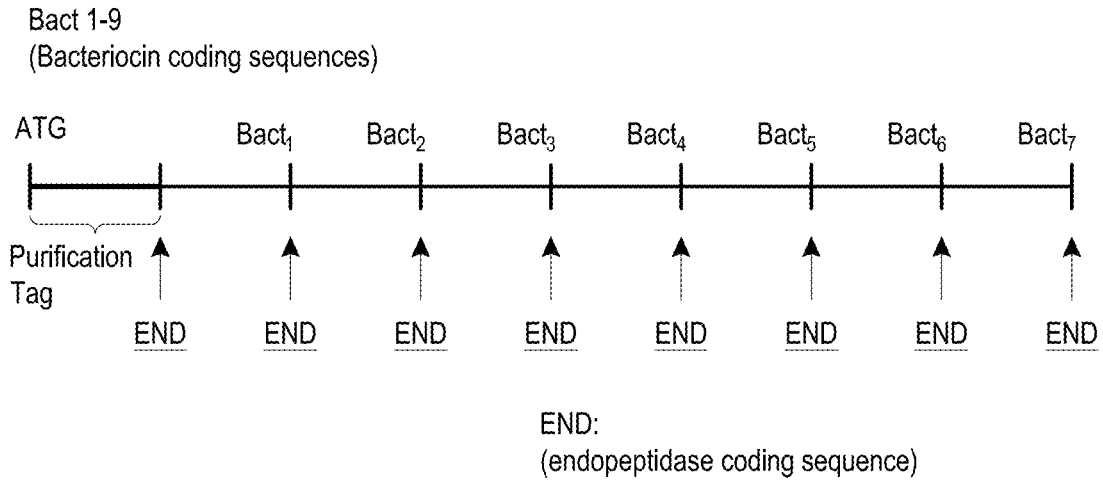 Bact 1-9
(Bacteriocin coding sequences)
ATG Bact₁ Bact₂ Bact₃ Bact₄ Bact₅ Bact₆ Bact₇
Purification
Tag
END END END END END END END END
END:
(endopeptidase coding sequence)